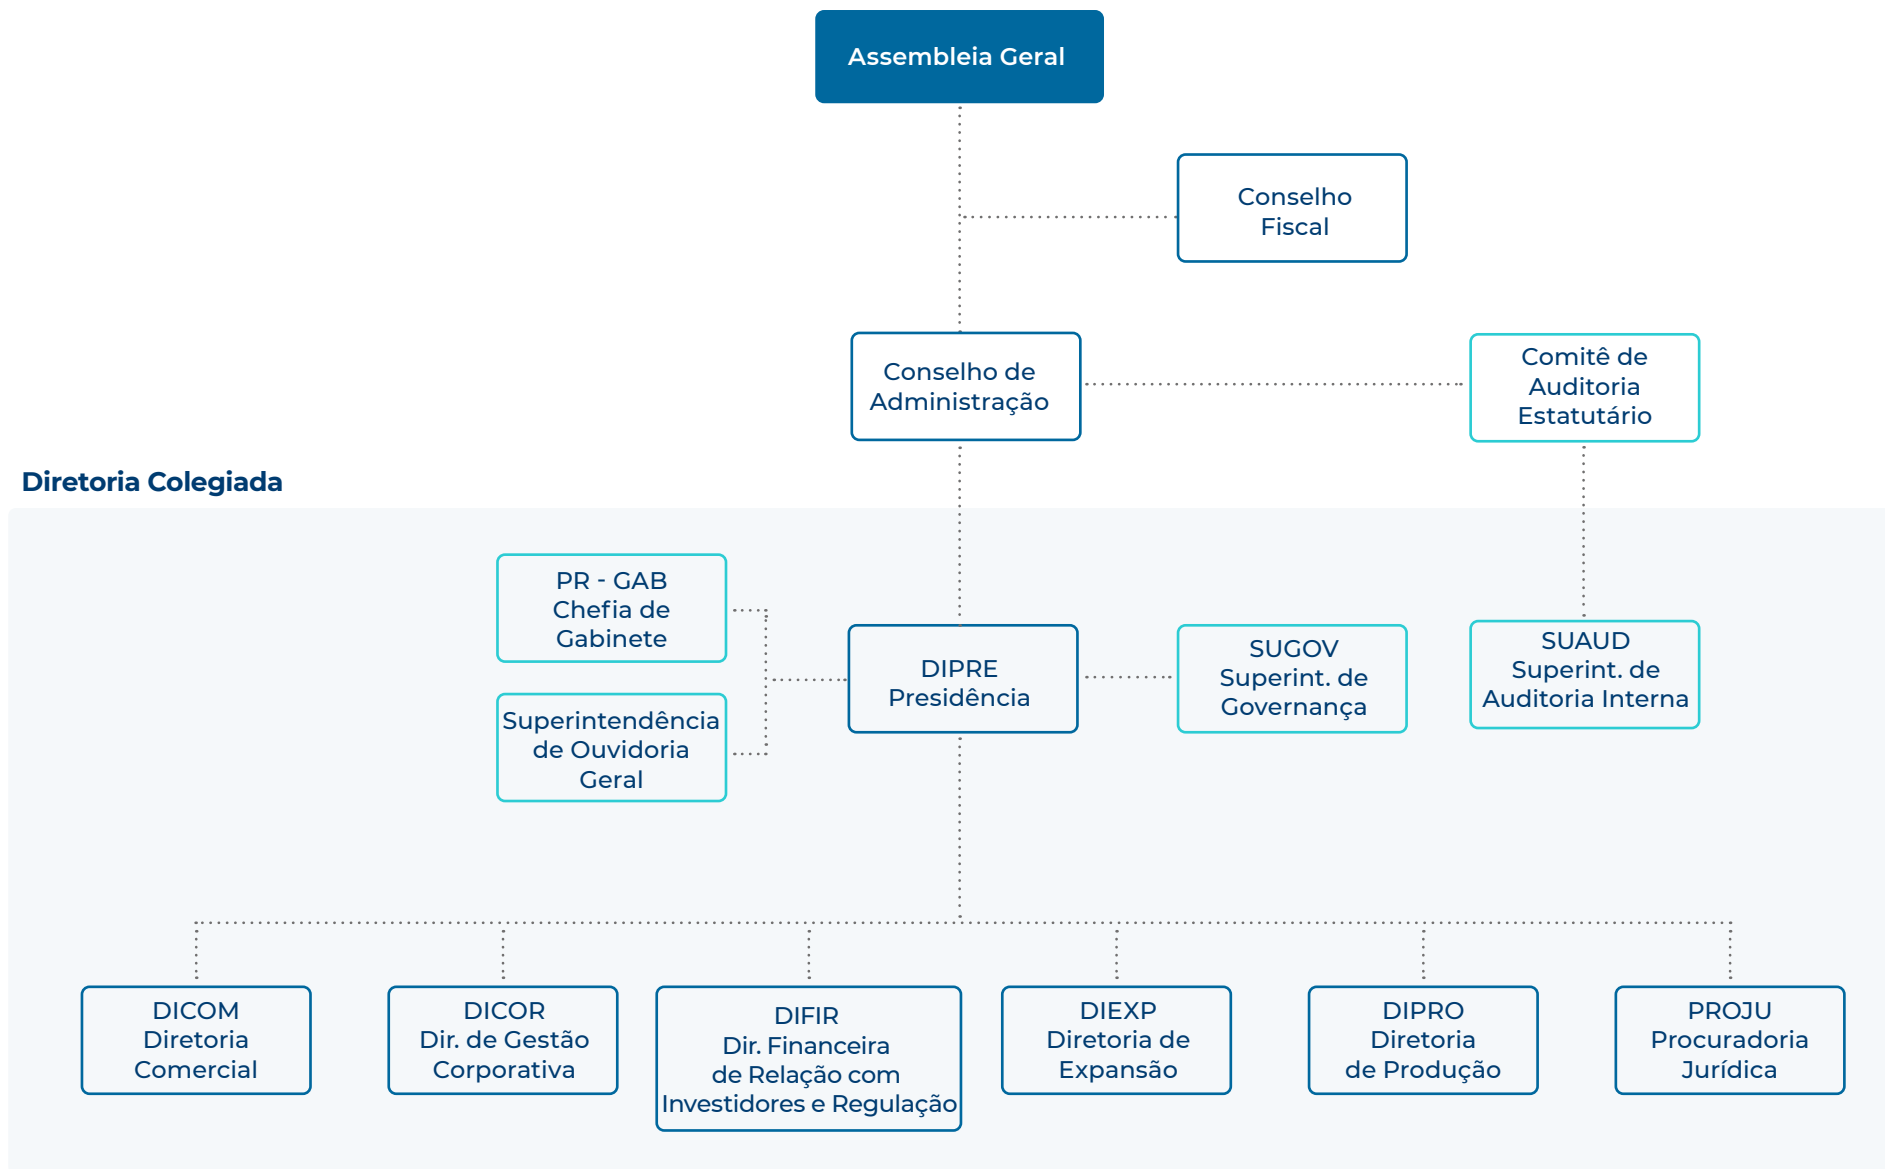 Assembleia Geral
Conselho
Fiscal
Conselho de
Administração
Comitê de
Auditoria
Estatutário
Diretoria Colegiada
PR - GAB
Chefia de
Gabinete
Superintendência
de Ouvidoria
Geral
DIPRE
Presidência
SUGOV
Superint. de
Governança
SUAUD
Superint. de
Auditoria Interna
DICOM
Diretoria
Comercial
DICOR
Dir. de Gestão
Corporativa
DIFIR
Dir. Financeira
de Relação com
Investidores e Regulação
DIEXP
Diretoria de
Expansão
DIPRO
Diretoria
de Produção
PROJU
Procuradoria
Jurídica